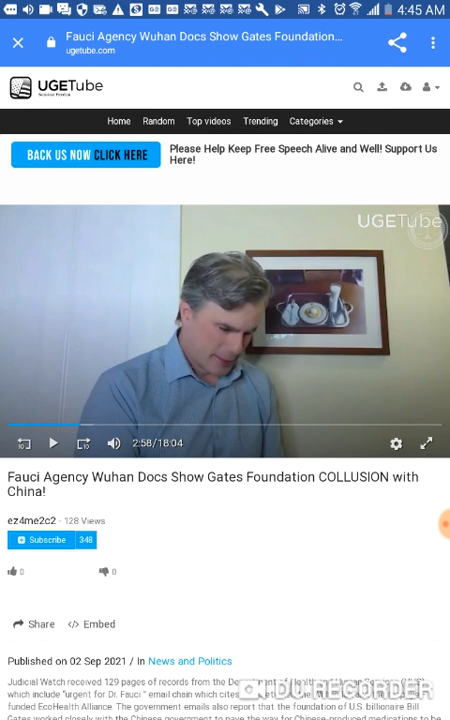 4:45 AM
Fauci Agency Wuhan Docs Show Gates Foundation…
ugetube.com
UGETube
Home Random Top videos Trending Categories
BACK US NOW CLICK HERE
Please Help Keep Free Speech Alive and Well! Support Us
Here!
UGETube
10 10 2:58/18:04
Fauci Agency Wuhan Docs Show Gates Foundation COLLUSION with
China!
ez4me2c2 - 128 Views
Subscribe 348
0 0
Share Embed
Published on 02 Sep 2021 / In News and Politics
Judicial Watch received 129 pages of records from the
which include "urgent for Dr. Fauci" email chain which cites
DU RECORDER
funded EcoHealth Alliance. The government emails also report that the foundation of U.S. billionaire Bill
Gates worked closely with the Chinese government to pave the way for Chinese-produced medications to be